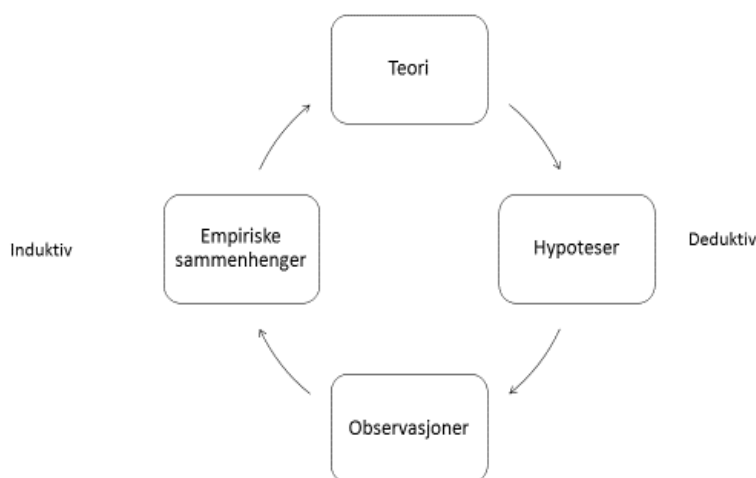 Teori
Induktiv
Empiriske
sammenhenger
Hypoteser
Deduktiv
Observasjoner